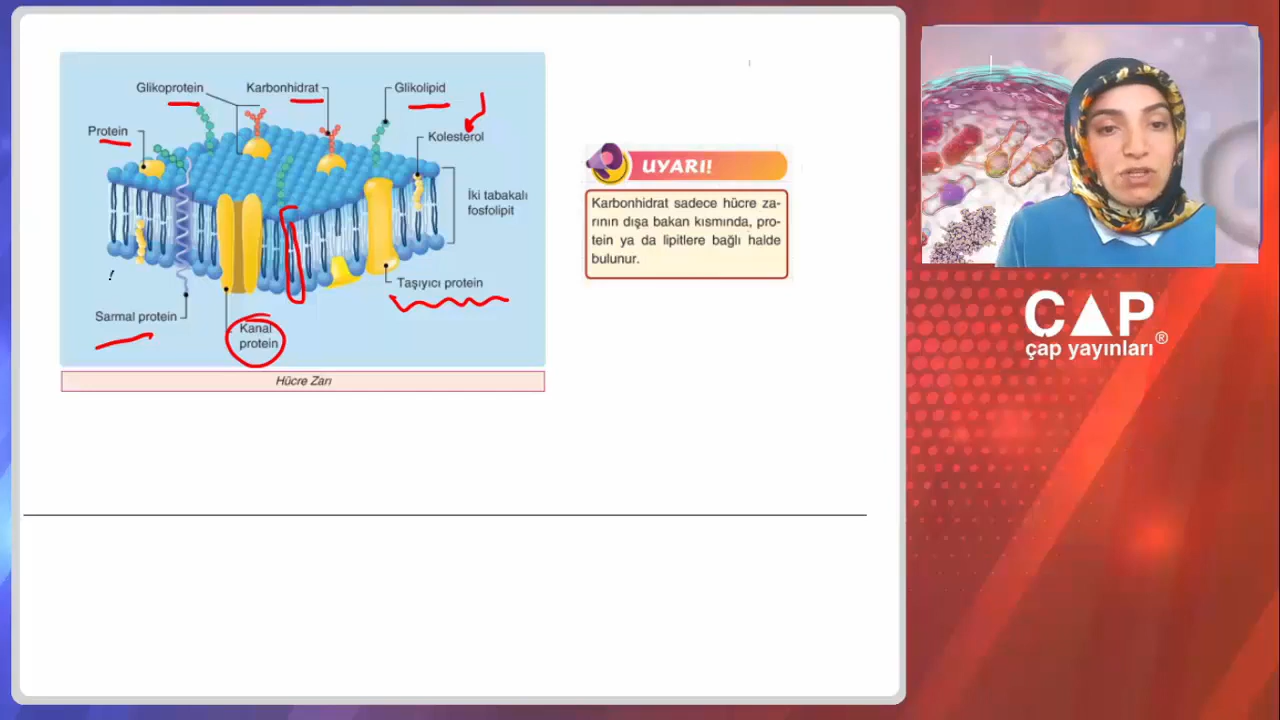 Glikoprotein
Karbonhidrat
Glikolipid
Protein
Kolesterol
İki tabakalı
fosfolipit
Taşıyıcı protein
Sarmal protein
Kanal
protein
Hücre Zarı
UYARI!
Karbonhidrat sadece hücre za-
rının dışa bakan kısmında, pro-
tein ya da lipitlere bağlı halde
bulunur.
ÇAP
çap yayınları®